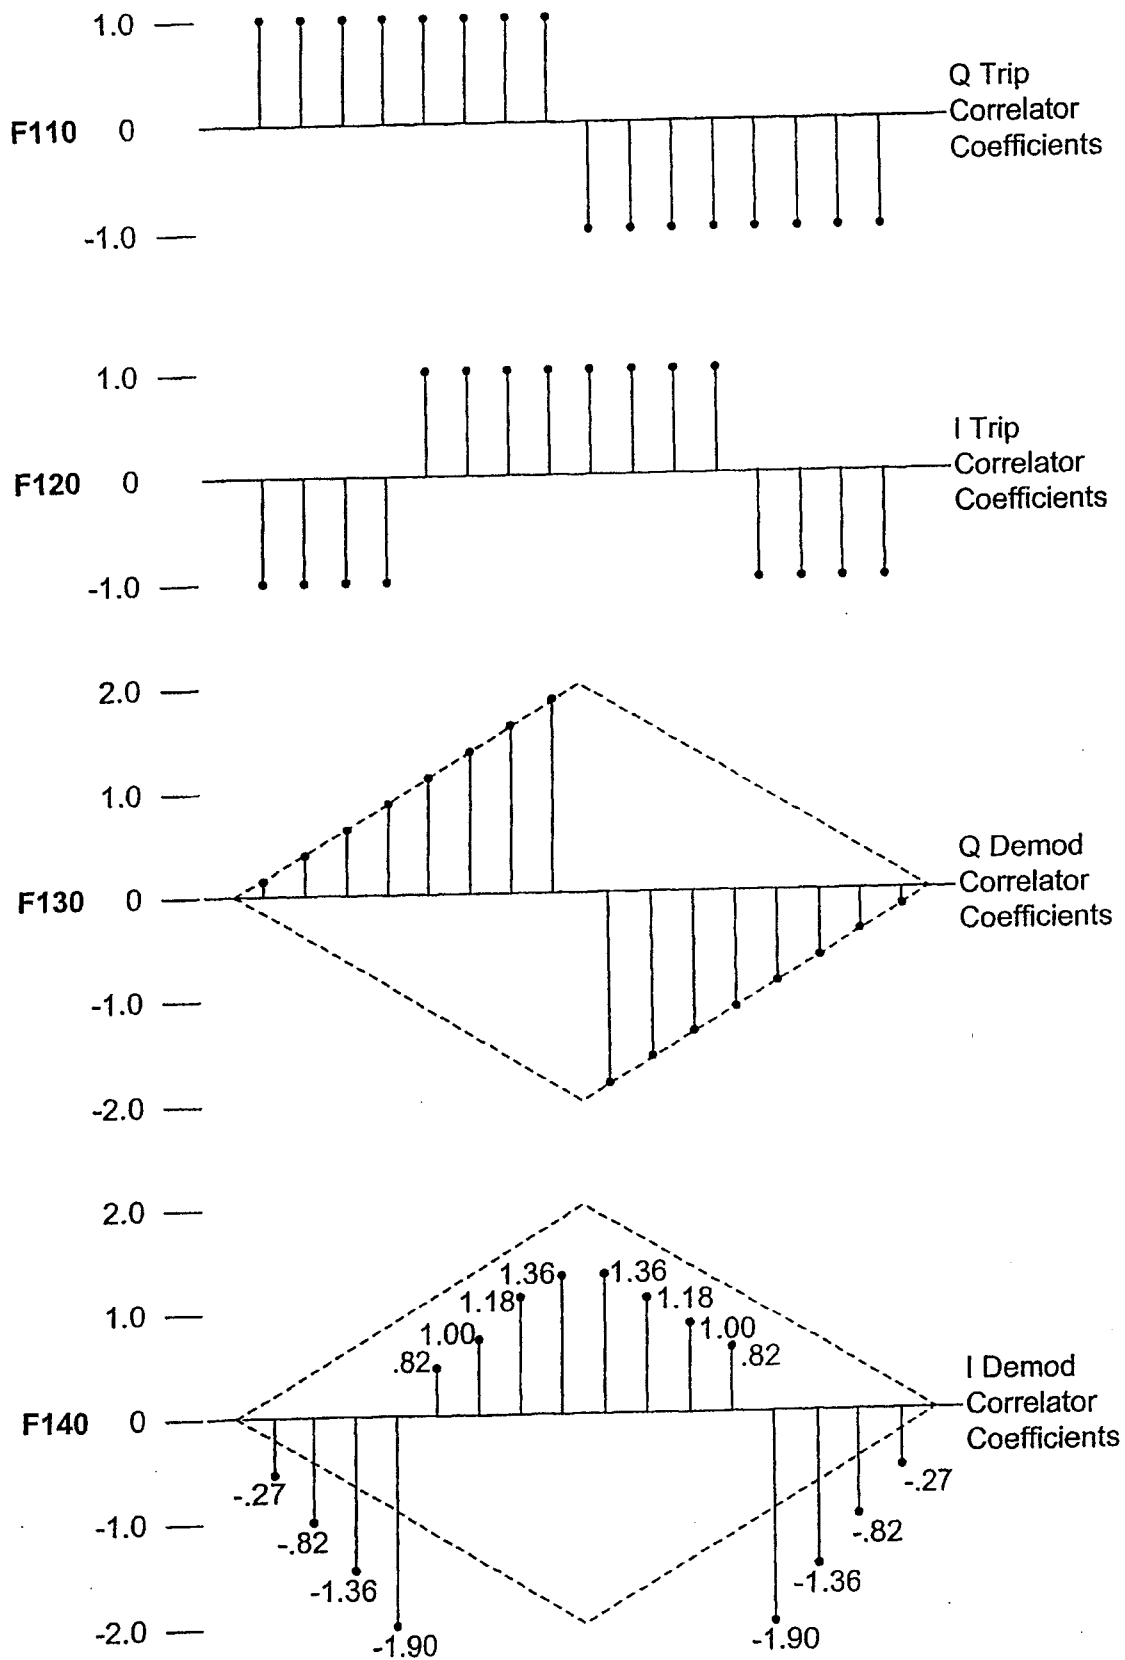 1.0
Q Trip
Correlator
Coefficients
F110 0
-1.0
1.0
I Trip
Correlator
Coefficients
F120 0
-1.0
2.0
1.0
Q Demod
Correlator
Coefficients
F130 0
-1.0
-2.0
2.0
1.36 1.36
1.18 1.18
1.0
1.00 1.00
.82 .82
I Demod
Correlator
Coefficients
F140 0
-.27 -.27
-1.0
-.82 -.82
-1.36 -1.36
-2.0
-1.90 -1.90